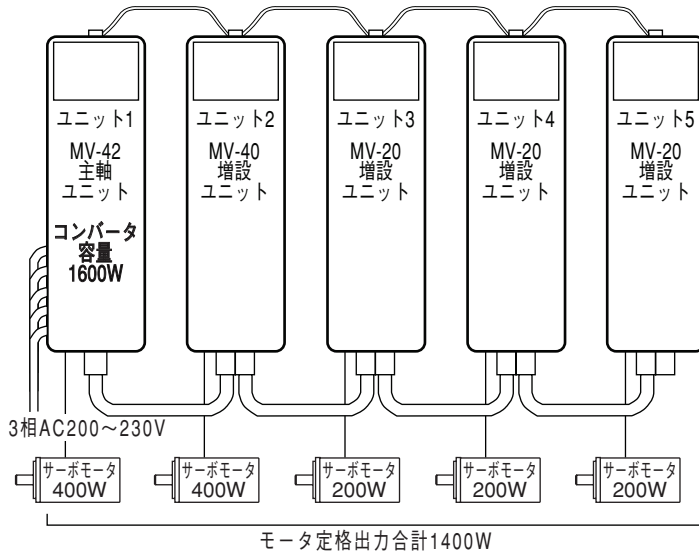 ユニット1
MV-42
主軸
ユニット
コンバータ
容量
1600W
ユニット2
MV-40
増設
ユニット
ユニット3
MV-20
増設
ユニット
ユニット4
MV-20
増設
ユニット
ユニット5
MV-20
増設
ユニット
3相AC200～230V
サーボモータ
400W
サーボモータ
400W
サーボモータ
200W
サーボモータ
200W
サーボモータ
200W
モータ定格出力合計1400W